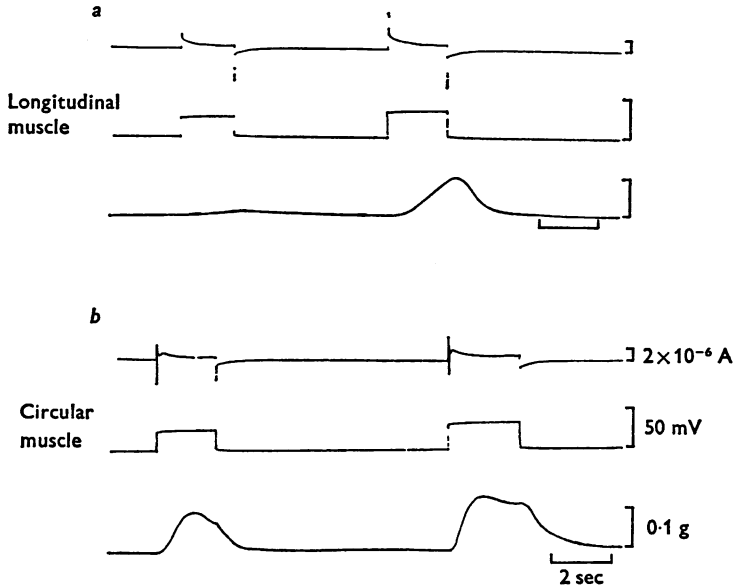 a
Longitudinal
muscle
b
2×10⁻⁶ A
Circular
muscle
50 mV
0·1 g
2 sec